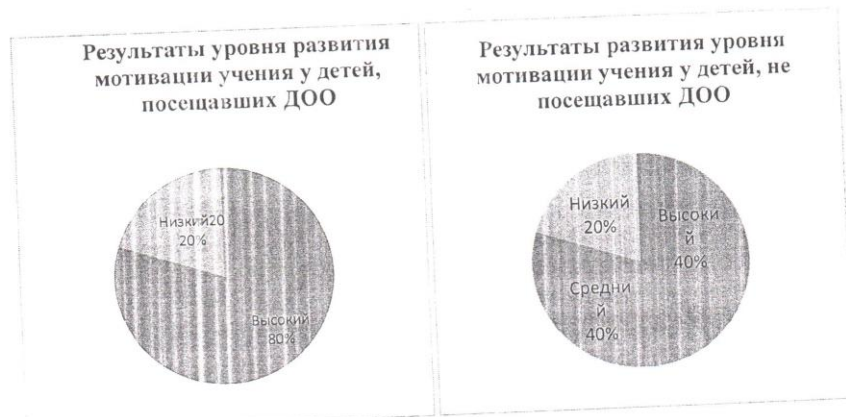 Результаты уровня развития
мотивации учения у детей,
посещавших ДОО
Низкий20
20%
Высокий
80%
Результаты развития уровня
мотивации учения у детей, не
посещавших ДОО
Низкий
20%
Высоки
й
40%
Средни
й
40%